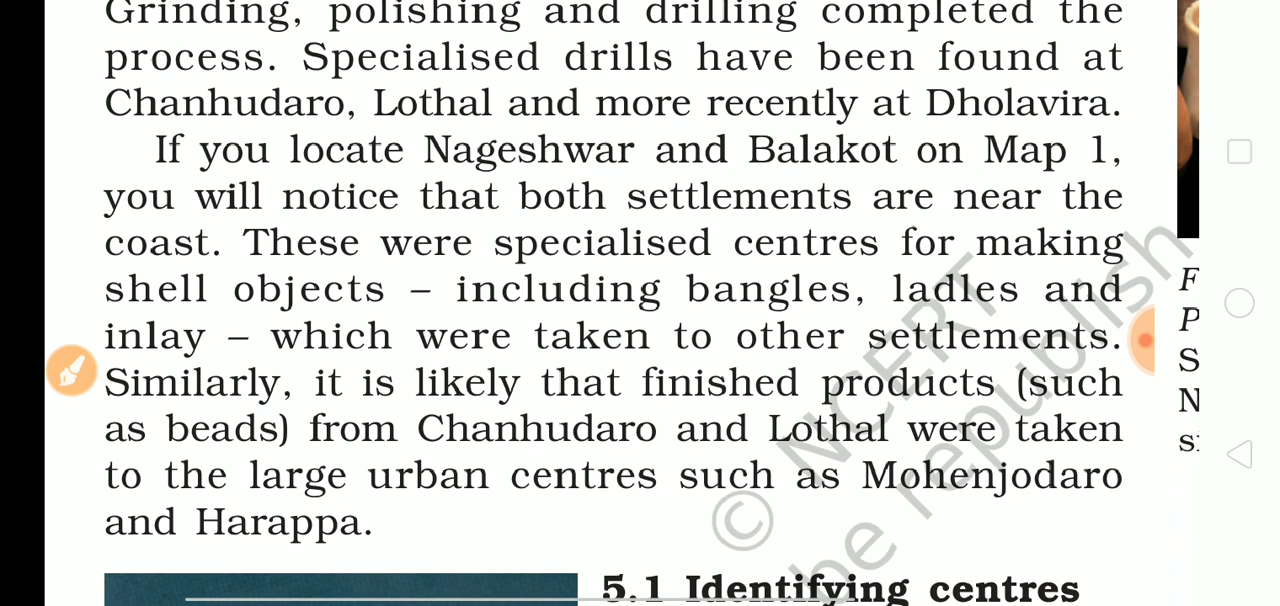 Grinding, polishing and drilling completed the
process. Specialised drills have been found at
Chanhudaro, Lothal and more recently at Dholavira.
If you locate Nageshwar and Balakot on Map 1,
you will notice that both settlements are near the
coast. These were specialised centres for making
shell objects – including bangles, ladles and
inlay – which were taken to other settlements.
Similarly, it is likely that finished products (such
as beads) from Chanhudaro and Lothal were taken
to the large urban centres such as Mohenjodaro
and Harappa.
5.1 Identifying centres
F
P
S
N
© NCERT
be republish